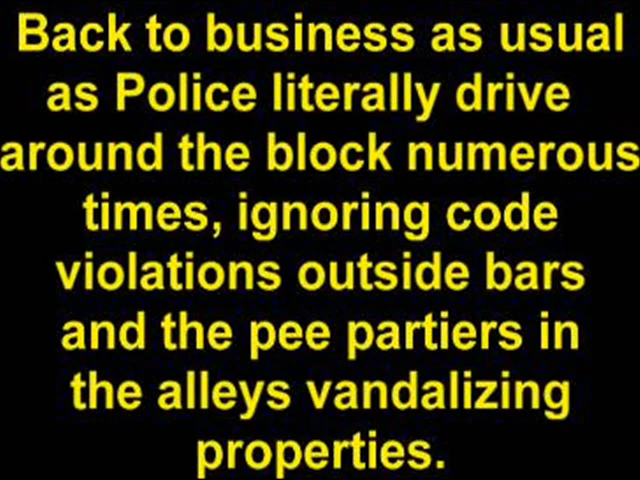 Back to business as usual
as Police literally drive
around the block numerous
times, ignoring code
violations outside bars
and the pee partiers in
the alleys vandalizing
properties.